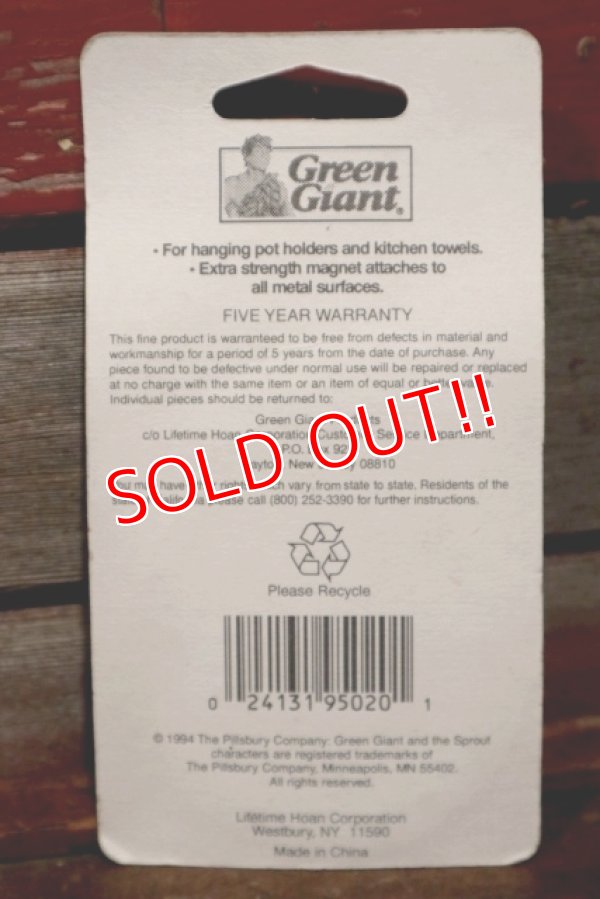 Green
Giant®
• For hanging pot holders and kitchen towels.
• Extra strength magnet attaches to
all metal surfaces.
FIVE YEAR WARRANTY
This fine product is warranteed to be free from defects in material and
workmanship for a period of 5 years from the date of purchase. Any
piece found to be defective under normal use will be repaired or replaced
at no charge with the same item or an item of equal or
Individual pieces should be returned to:
Green
c/o Lifetime Hoan Service
P.O. 
New 08810
vary from state to state. Residents of the
call (800) 252-3390 for further instructions.
SOLD OUT!!
Please Recycle
0 24131 95020 1
© 1994 The Pillsbury Company: Green Giant and the Sprout
characters are registered trademarks of
The Pillsbury Company, Minneapolis, MN 55402.
All rights reserved.
Lifetime Hoan Corporation
Westbury, NY 11590
Made in China